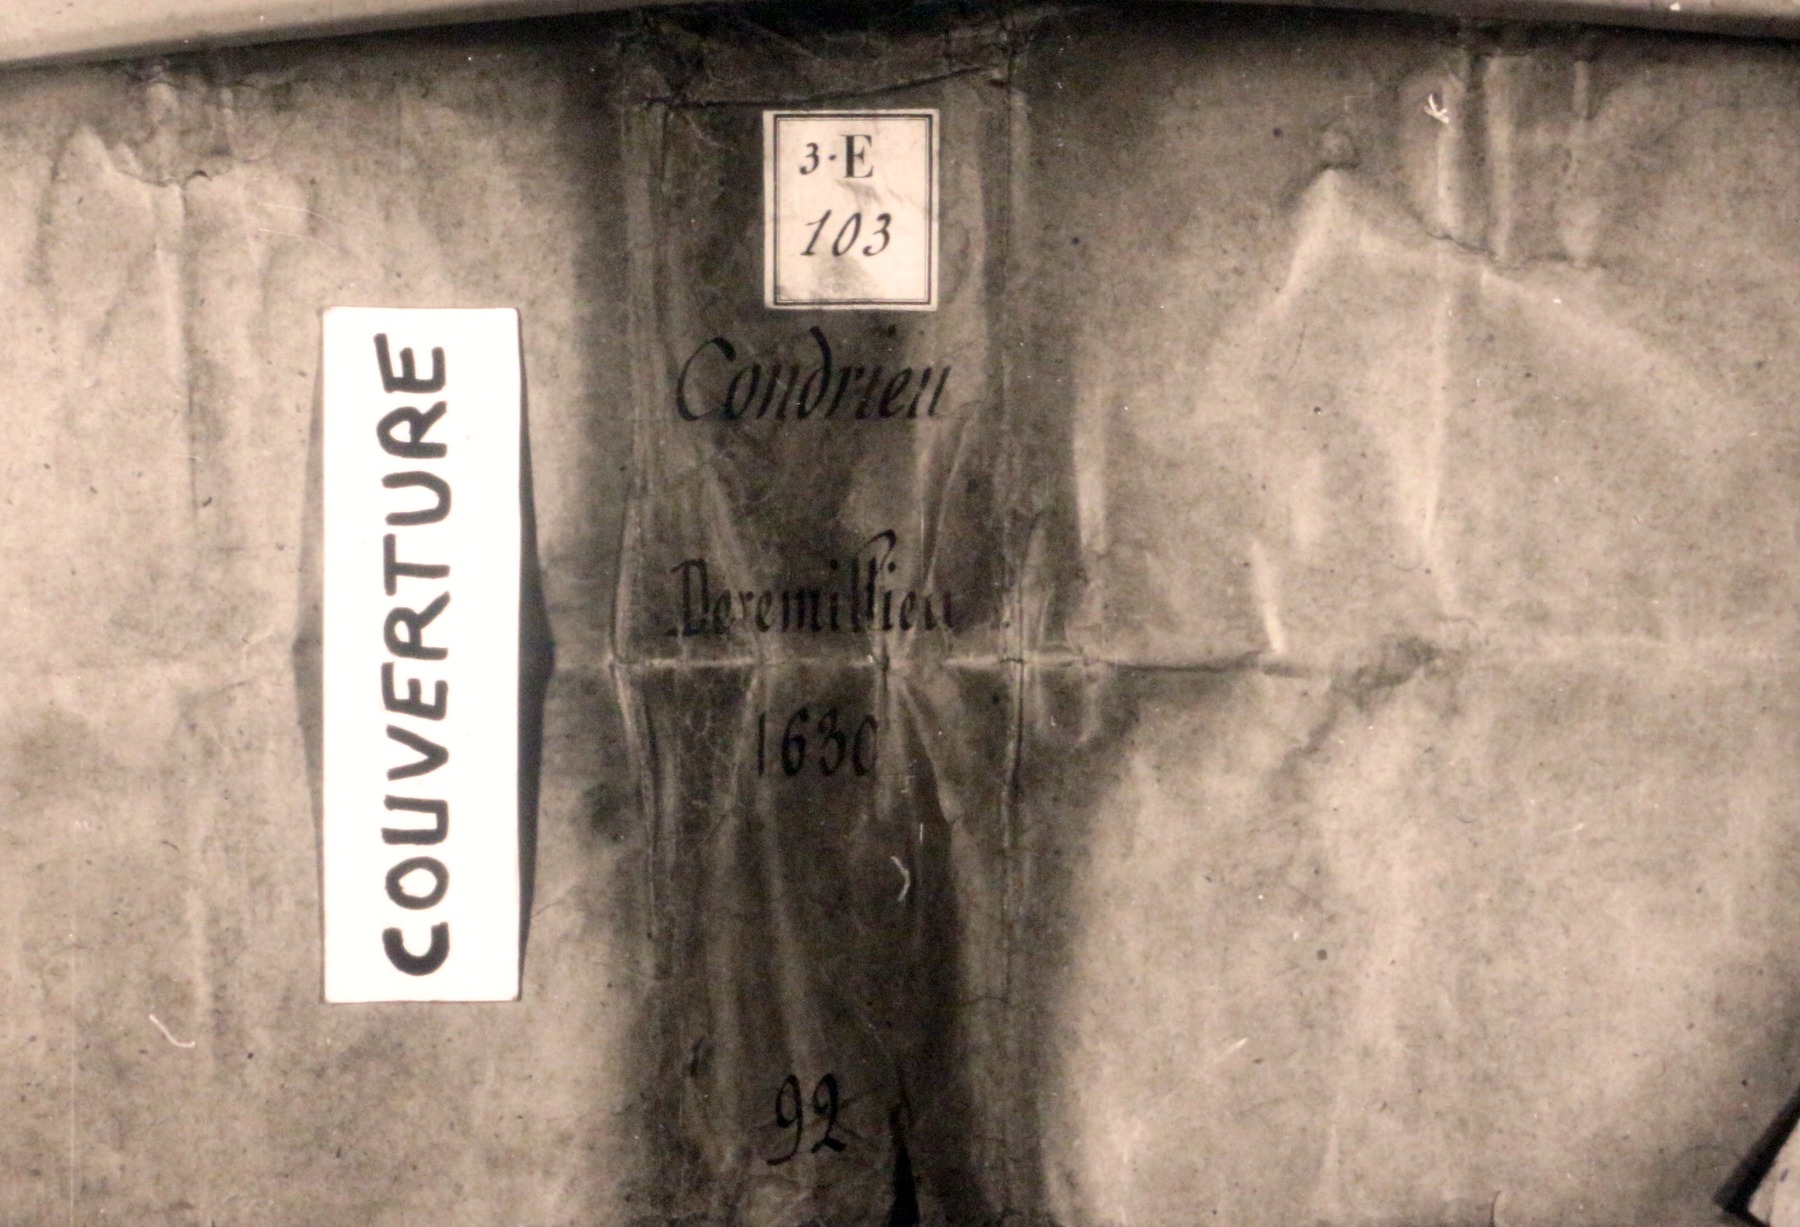 COUVERTURE
3·E
103
Condrieu
Deremillieu
1630
92